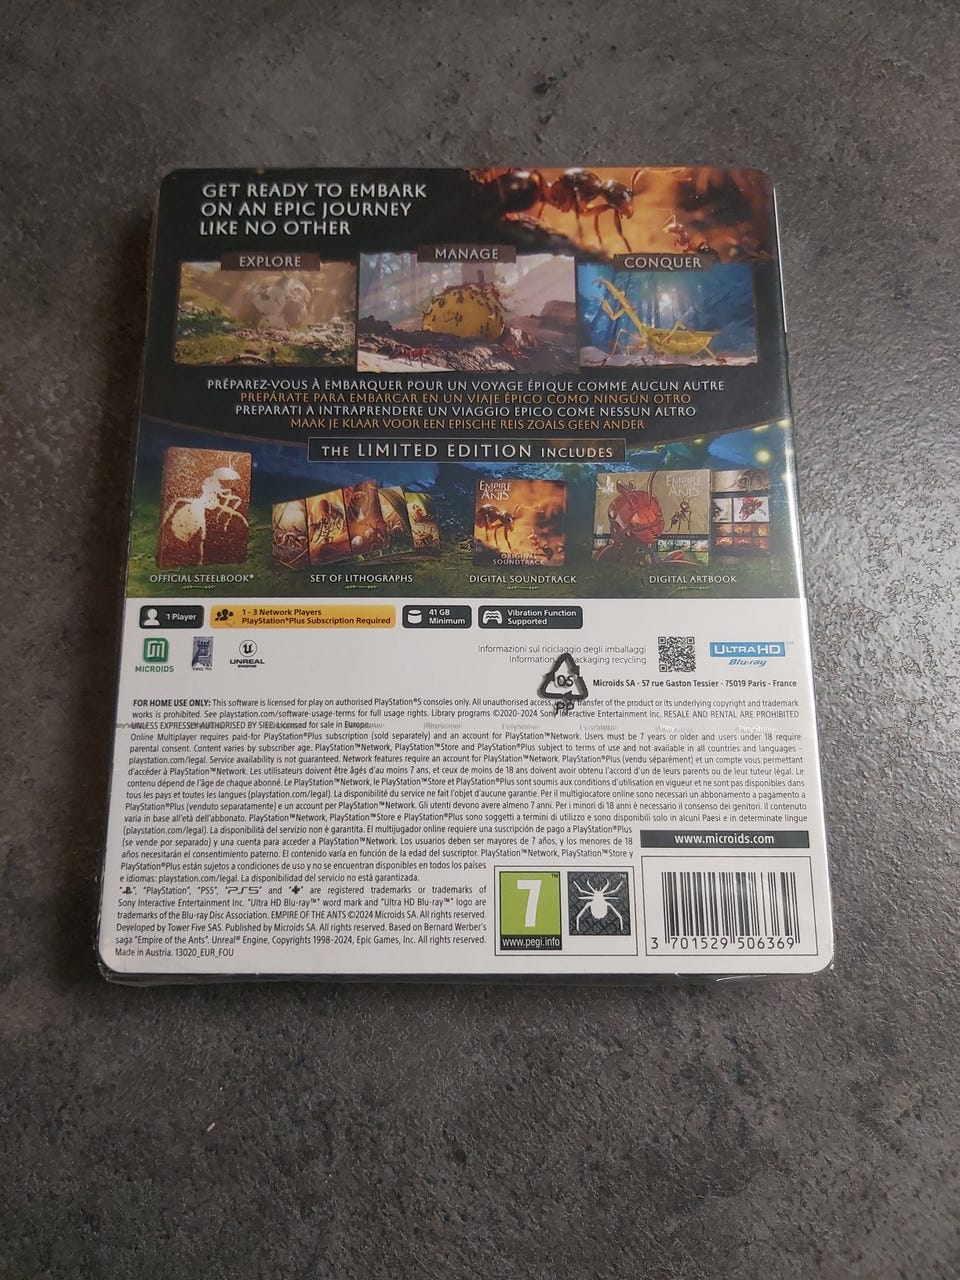 GET READY TO EMBARK
ON AN EPIC JOURNEY
LIKE NO OTHER
EXPLORE
MANAGE
CONQUER
PRÉPAREZ-VOUS À EMBARQUER POUR UN VOYAGE ÉPIQUE COMME AUCUN AUTRE
PREPÁRATE PARA EMBARCAR EN UN VIAJE ÉPICO COMO NINGÚN OTRO
PREPARATI A INTRAPRENDERE UN VIAGGIO EPICO COME NESSUN ALTRO
MAAK JE KLAAR VOOR EEN EPISCHE REIS ZOALS GEEN ANDER
THE LIMITED EDITION INCLUDES
EMPIRE
OF THE ANTS
ORIGINAL
SOUNDTRACK
EMPIRE
OF THE ANTS
OFFICIAL STEELBOOK®
SET OF LITHOGRAPHS
DIGITAL SOUNDTRACK
DIGITAL ARTBOOK
1 Player
1 - 3 Network Players
PlayStation®Plus Subscription Required
41 GB
Minimum
Vibration Function
Supported
MICROIDS
UNREAL
ENGINE
Informazioni sul riciclaggio degli imballaggi
Information packaging recycling
ULTRA HD™
Blu-ray
05
PP
Microids SA - 57 rue Gaston Tessier - 75019 Paris - France
FOR HOME USE ONLY: This software is licensed for play on authorised PlayStation®5 consoles only. All unauthorised access, transfer of the product or its underlying copyright and trademark
works is prohibited. See playstation.com/software-usage-terms for full usage rights. Library programs ©2020-2024 Sony Interactive Entertainment Inc. RESALE AND RENTAL ARE PROHIBITED
UNLESS EXPRESSLY AUTHORISED BY SIEE. Licensed for sale in Europe.
Online Multiplayer requires paid-for PlayStation®Plus subscription (sold separately) and an account for PlayStation™Network. Users must be 7 years or older and users under 18 require
parental consent. Content varies by subscriber age. PlayStation™Network, PlayStation™Store and PlayStation®Plus subject to terms of use and not available in all countries and languages -
playstation.com/legal. Service availability is not guaranteed. Network features require an account for PlayStation™Network. PlayStation®Plus (vendu séparément) et un compte vous permettant
d'accéder à PlayStation™Network. Les utilisateurs doivent être âgés d'au moins 7 ans, et ceux de moins de 18 ans doivent avoir obtenu l'accord d'un de leurs parents ou de leur tuteur légal. Le
contenu dépend de l'âge de chaque abonné. Le PlayStation™Network, le PlayStation™Store et PlayStation®Plus sont soumis aux conditions d'utilisation en vigueur et ne sont pas disponibles dans
tous les pays et toutes les langues (playstation.com/legal). La disponibilité du service ne fait l'objet d'aucune garantie. Per il multigiocatore online sono necessari un abbonamento a pagamento a
PlayStation®Plus (venduto separatamente) e un account per PlayStation™Network. Gli utenti devono avere almeno 7 anni. Per i minori di 18 anni è necessario il consenso dei genitori. Il contenuto
varia in base all'età dell'abbonato. PlayStation™Network, PlayStation™Store e PlayStation®Plus sono soggetti a termini di utilizzo e sono disponibili solo in alcuni Paesi e in determinate lingue
(playstation.com/legal). La disponibilità del servizio non è garantita. El multijugador online requiere una suscripción de pago a PlayStation®Plus
(se vende por separado) y una cuenta para acceder a PlayStation™Network. Los usuarios deben ser mayores de 7 años, y los menores de 18
años necesitarán el consentimiento paterno. El contenido varía en función de la edad del suscriptor. PlayStation™Network, PlayStation™Store y
PlayStation®Plus están sujetos a condiciones de uso y no se encuentran disponibles en todos los países
e idiomas: playstation.com/legal. La disponibilidad del servicio no está garantizada.
"PlayStation", "PS5", "PS5" and are registered trademarks or trademarks of
Sony Interactive Entertainment Inc. "Ultra HD Blu-ray™" word mark and "Ultra HD Blu-ray™" logo are
trademarks of the Blu-ray Disc Association. EMPIRE OF THE ANTS ©2024 Microids SA. All rights reserved.
Developed by Tower Five SAS. Published by Microids SA. All rights reserved. Based on Bernard Werber's
saga "Empire of the Ants". Unreal® Engine, Copyrights 1998-2024, Epic Games, Inc. All rights reserved.
Made in Austria. 13020_EUR_FOU
www.microids.com
7
www.pegi.info
3 701529 506369